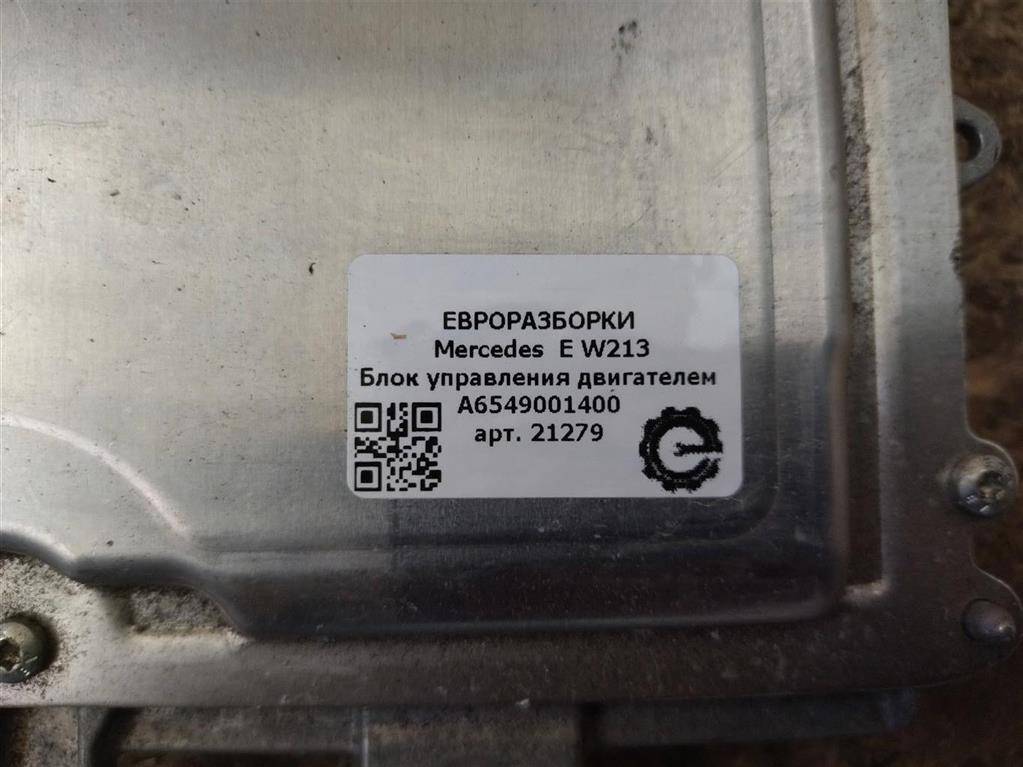 ЕВРОРАЗБОРКИ
Mercedes E W213
Блок управления двигателем
A6549001400
арт. 21279